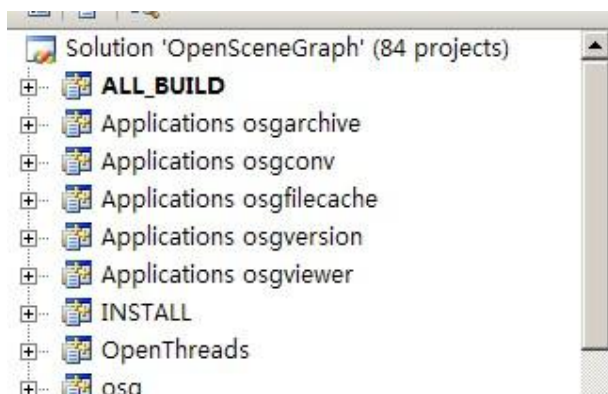 Solution 'OpenSceneGraph' (84 projects)
ALL_BUILD
Applications osgarchive
Applications osgconv
Applications osgfilecache
Applications osgversion
Applications osgviewer
INSTALL
OpenThreads
osg